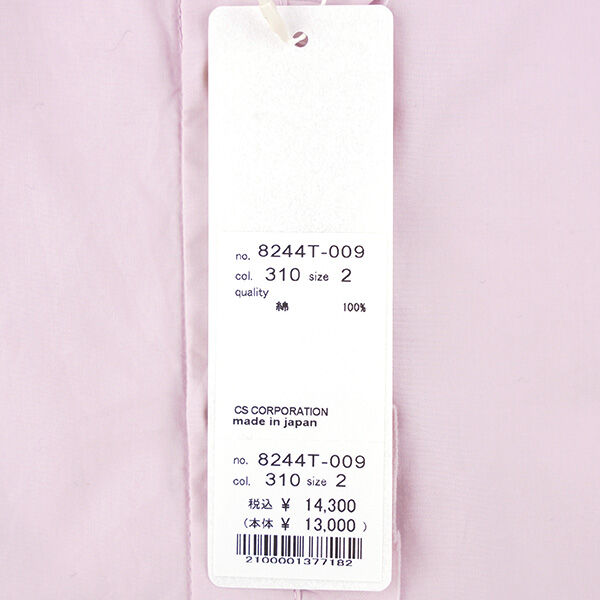 no. 8244T-009
col. 310 size 2
quality
綿 100%
CS CORPORATION
made in japan
no. 8244T-009
col. 310 size 2
税込 ¥ 14,300
(本体 ¥ 13,000)
2100001377182